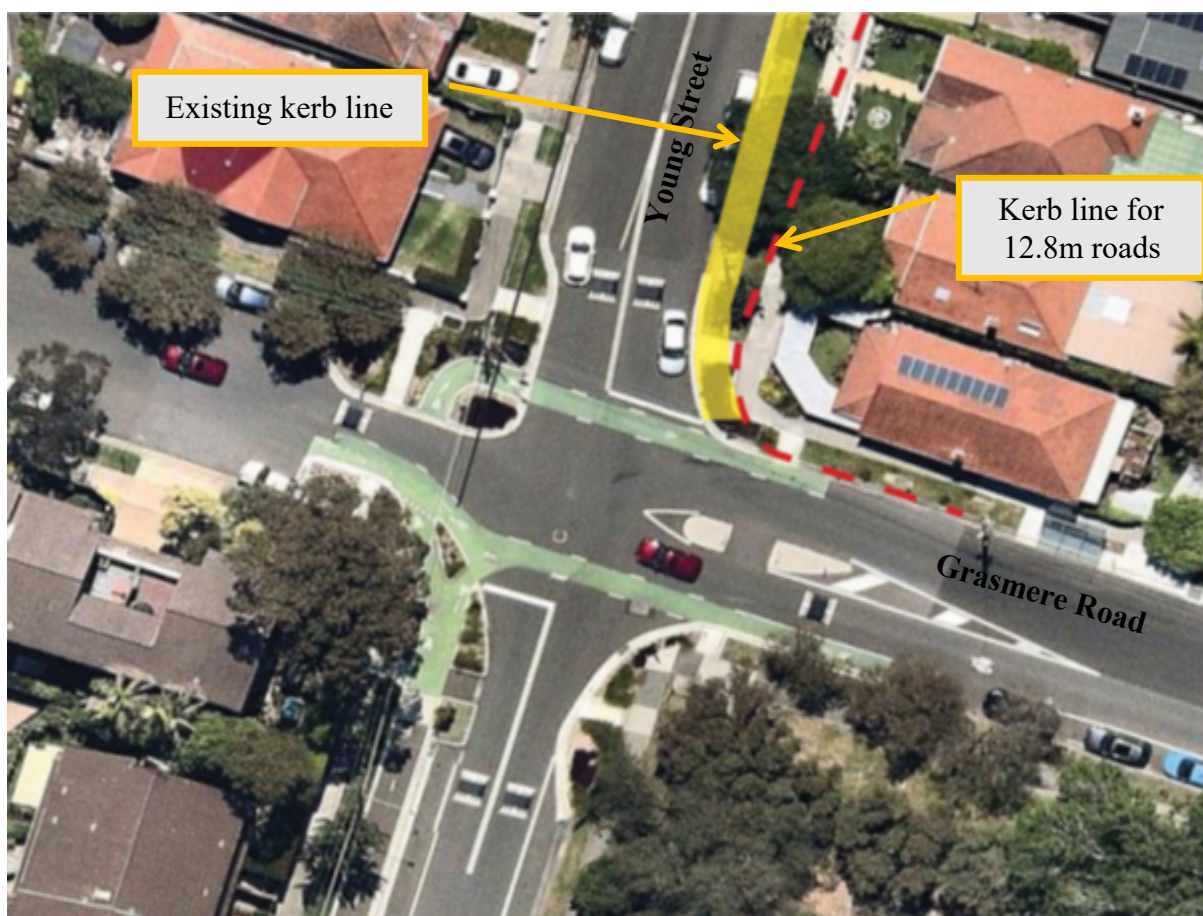 Existing kerb line
Young Street
Kerb line for
12.8m roads
Grasmere Road